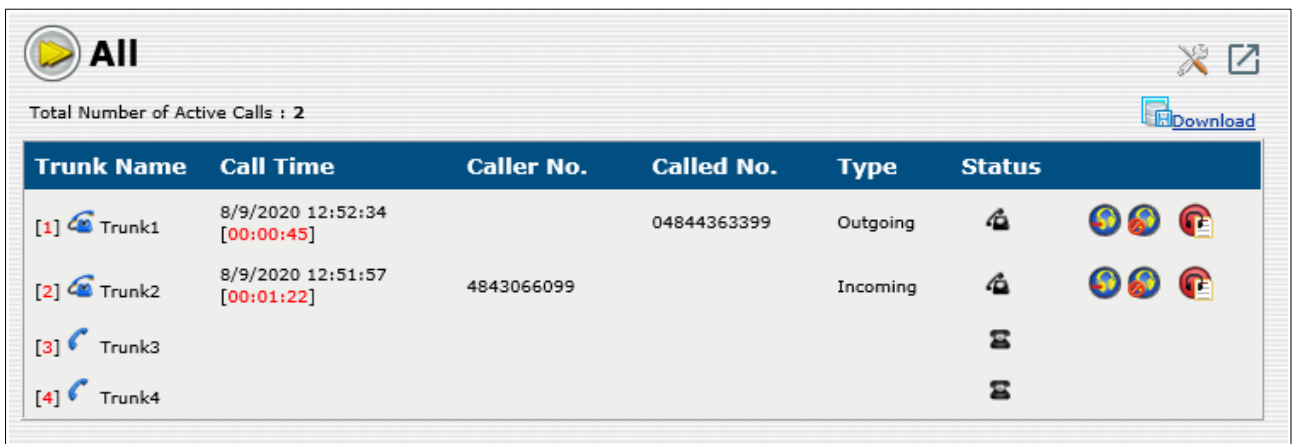 All
Total Number of Active Calls : 2
Download
Trunk Name Call Time Caller No. Called No. Type Status
[1] Trunk1 8/9/2020 12:52:34 04844363399 Outgoing
[00:00:45]
[2] Trunk2 8/9/2020 12:51:57 4843066099 Incoming
[00:01:22]
[3] Trunk3
[4] Trunk4